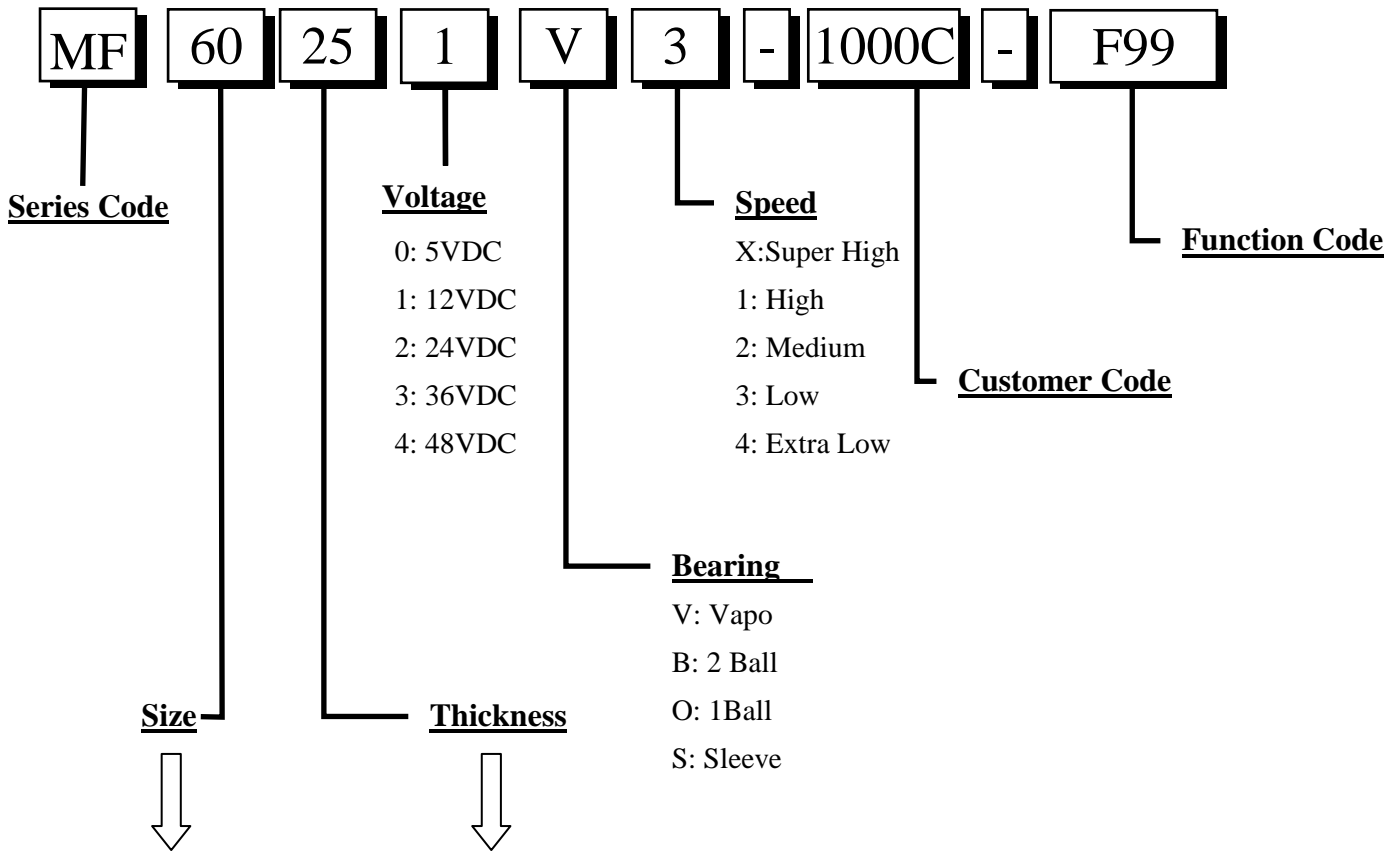 MF 60 25 1 V 3 - 1000C - F99
Series Code
Voltage
0: 5VDC
1: 12VDC
2: 24VDC
3: 36VDC
4: 48VDC
Speed
X:Super High
1: High
2: Medium
3: Low
4: Extra Low
Function Code
Customer Code
Bearing
V: Vapo
B: 2 Ball
O: 1Ball
S: Sleeve
Size
Thickness